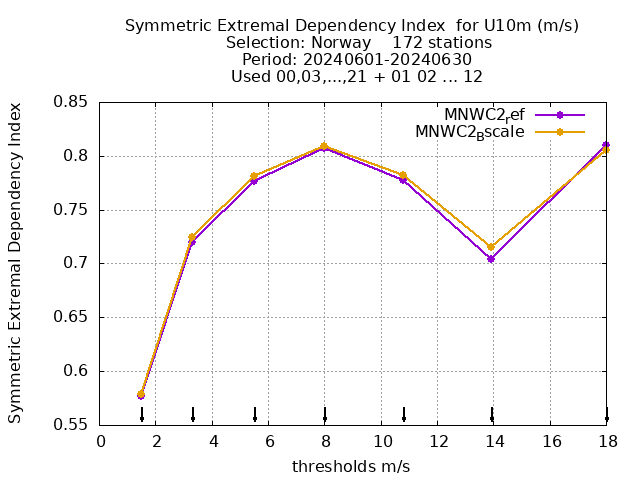 Symmetric Extremal Dependency Index  for U10m (m/s)
Selection: Norway    172 stations
Period: 20240601-20240630
Used 00,03,...,21 + 01 02 ... 12
MNWC2ref
MNWC2Bscale
Symmetric Extremal Dependency Index
0.85
0.8
0.75
0.7
0.65
0.6
0.55
0 2 4 6 8 10 12 14 16 18
thresholds m/s